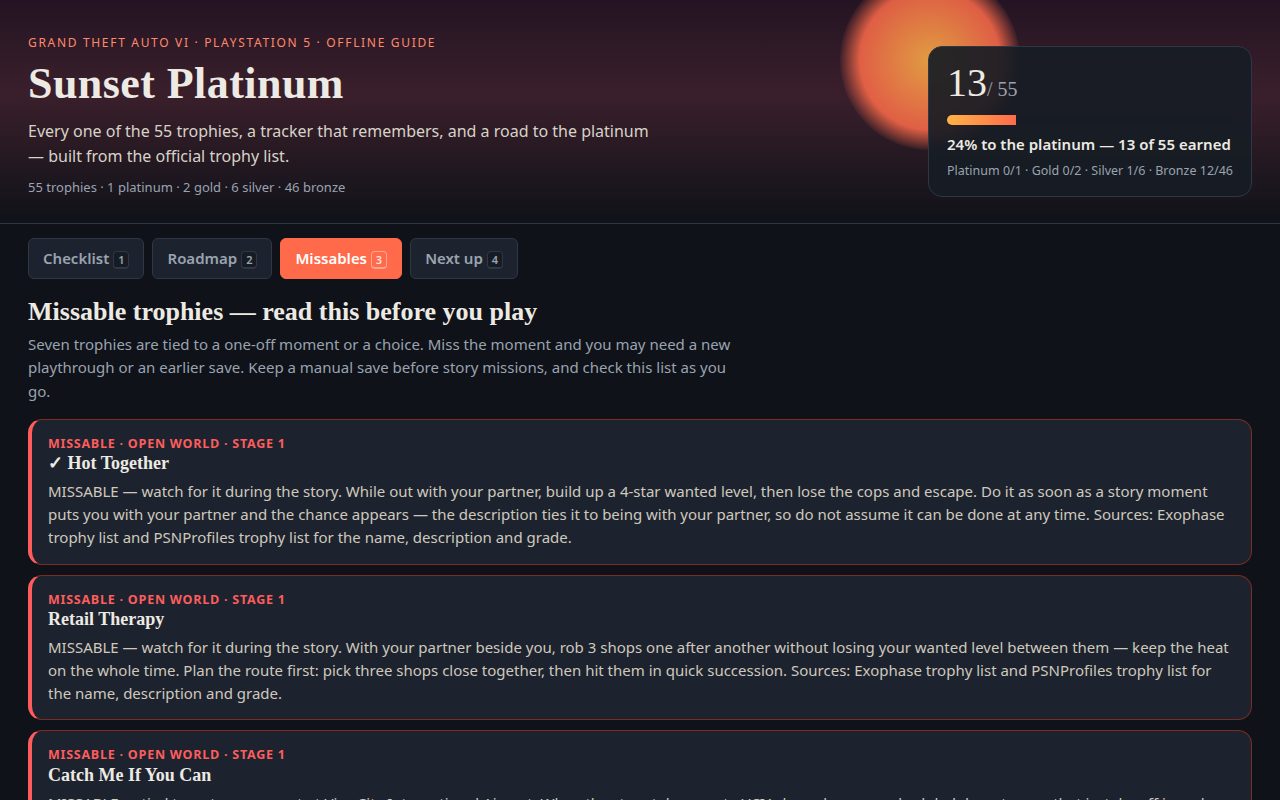 GRAND THEFT AUTO VI · PLAYSTATION 5 · OFFLINE GUIDE
Sunset Platinum
Every one of the 55 trophies, a tracker that remembers, and a road to the platinum
— built from the official trophy list.
55 trophies · 1 platinum · 2 gold · 6 silver · 46 bronze
13/ 55
24% to the platinum — 13 of 55 earned
Platinum 0/1 · Gold 0/2 · Silver 1/6 · Bronze 12/46
Checklist 1
Roadmap 2
Missables 3
Next up 4
Missable trophies — read this before you play
Seven trophies are tied to a one-off moment or a choice. Miss the moment and you may need a new
playthrough or an earlier save. Keep a manual save before story missions, and check this list as you
go.
MISSABLE · OPEN WORLD · STAGE 1
✓ Hot Together
MISSABLE — watch for it during the story. While out with your partner, build up a 4-star wanted level, then lose the cops and escape. Do it as soon as a story moment
puts you with your partner and the chance appears — the description ties it to being with your partner, so do not assume it can be done at any time. Sources: Exophase
trophy list and PSNProfiles trophy list for the name, description and grade.
MISSABLE · OPEN WORLD · STAGE 1
Retail Therapy
MISSABLE — watch for it during the story. With your partner beside you, rob 3 shops one after another without losing your wanted level between them — keep the heat
on the whole time. Plan the route first: pick three shops close together, then hit them in quick succession. Sources: Exophase trophy list and PSNProfiles trophy list for
the name, description and grade.
MISSABLE · OPEN WORLD · STAGE 1
Catch Me If You Can